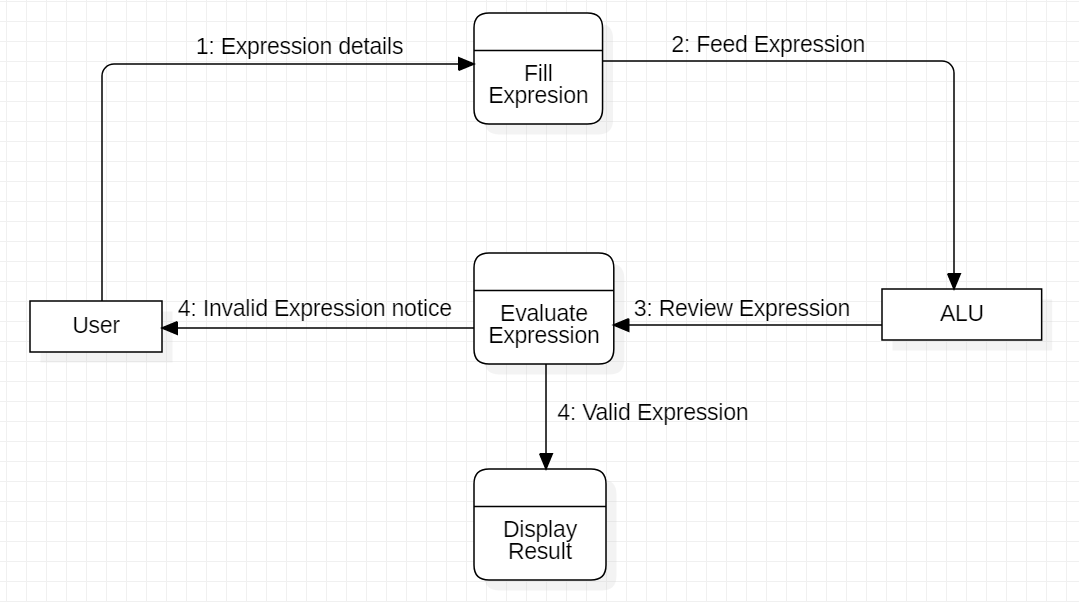 1: Expression details
2: Feed Expression
Fill
Expresion
4: Invalid Expression notice
3: Review Expression
User
Evaluate
Expression
ALU
4: Valid Expression
Display
Result